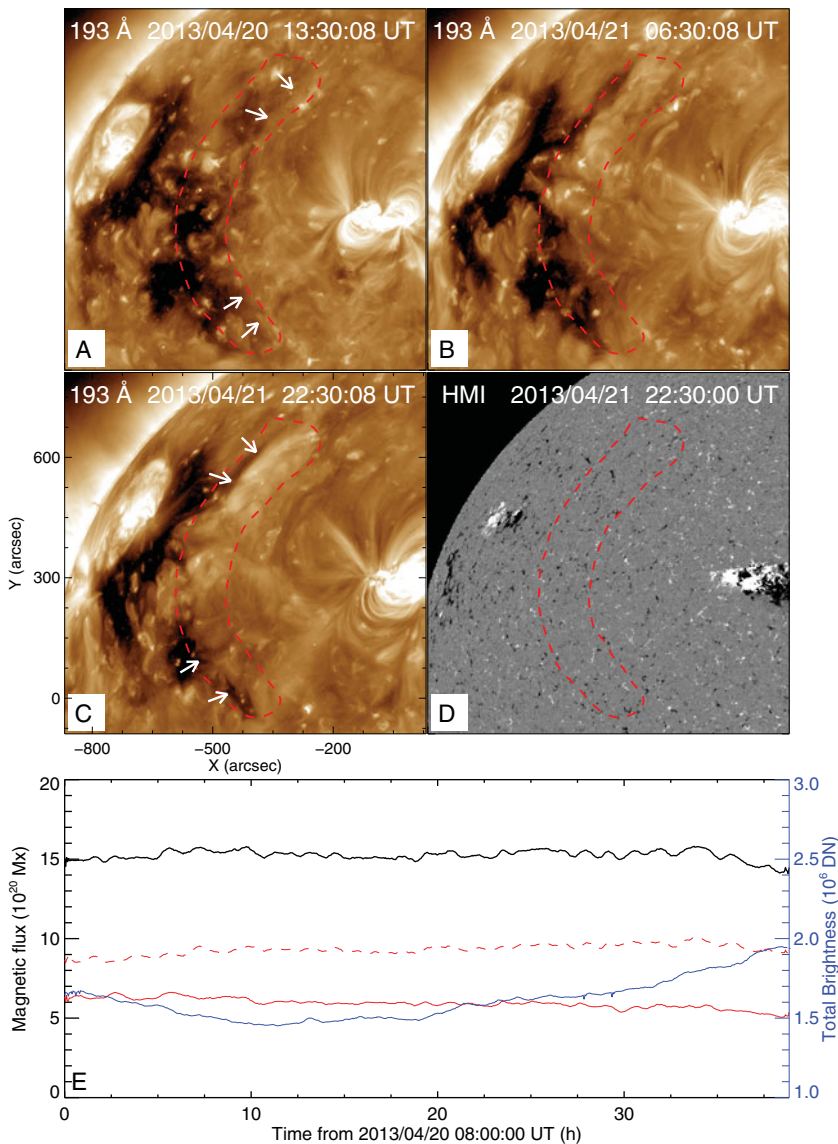 193 Å 2013/04/20 13:30:08 UT
A
193 Å 2013/04/21 06:30:08 UT
B
193 Å 2013/04/21 22:30:08 UT
600
300
0
Y (arcsec)
C
−800 −500 −200
X (arcsec)
HMI 2013/04/21 22:30:00 UT
D
20
15
10
5
0
Magnetic flux (10²⁰ Mx)
3.0
2.5
2.0
1.5
1.0
Total Brightness (10⁶ DN)
E
0 10 20 30
Time from 2013/04/20 08:00:00 UT (h)